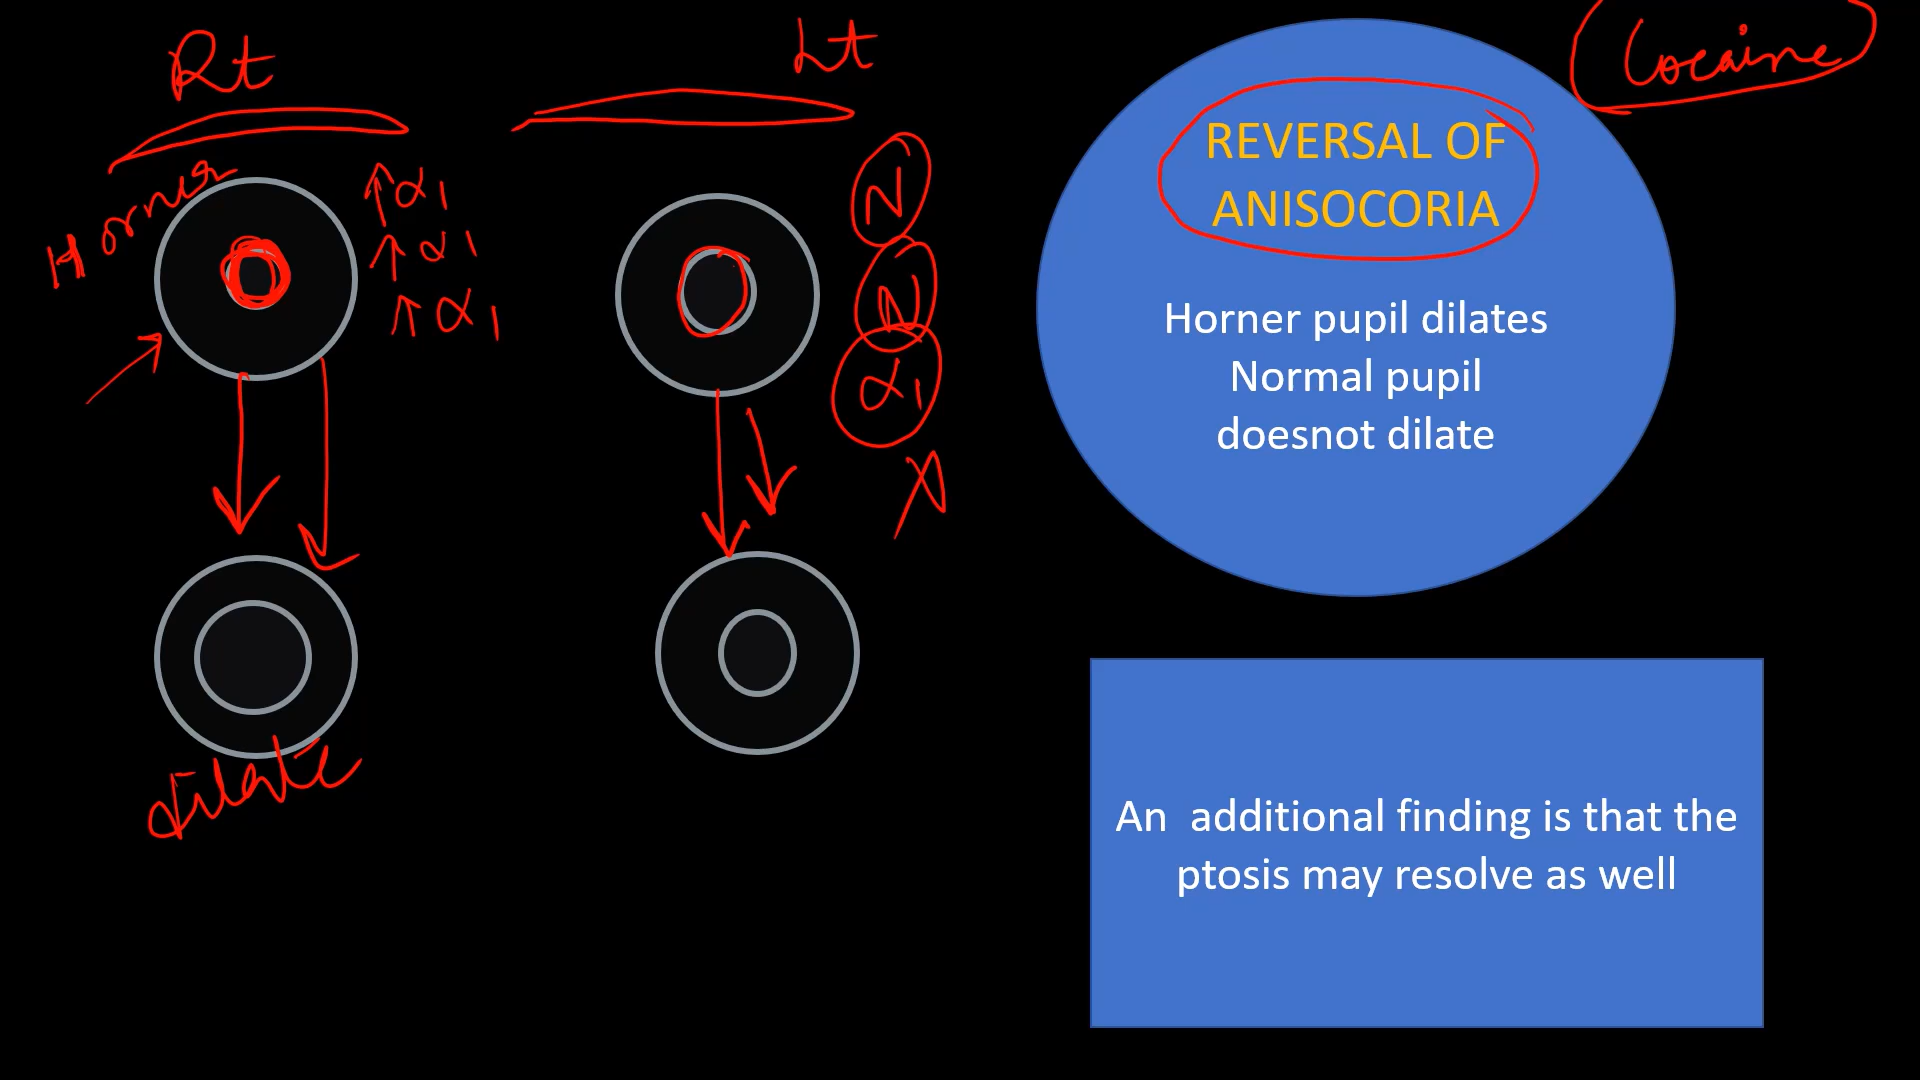 Rt
Lt
Cocaine
Horner
↑α1
↑α1
↑α1
N
N
α1
X
dilate
REVERSAL OF
ANISOCORIA
Horner pupil dilates
Normal pupil
doesnot dilate
An additional finding is that the
ptosis may resolve as well